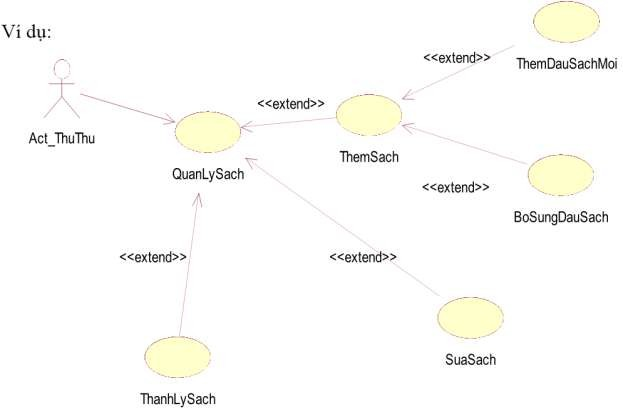 Ví dụ:
<<extend>>
ThemDauSachMoi
<<extend>>
Act_ThuThu
ThemSach
QuanLySach
<<extend>>
BoSungDauSach
<<extend>>
<<extend>>
SuaSach
ThanhLySach